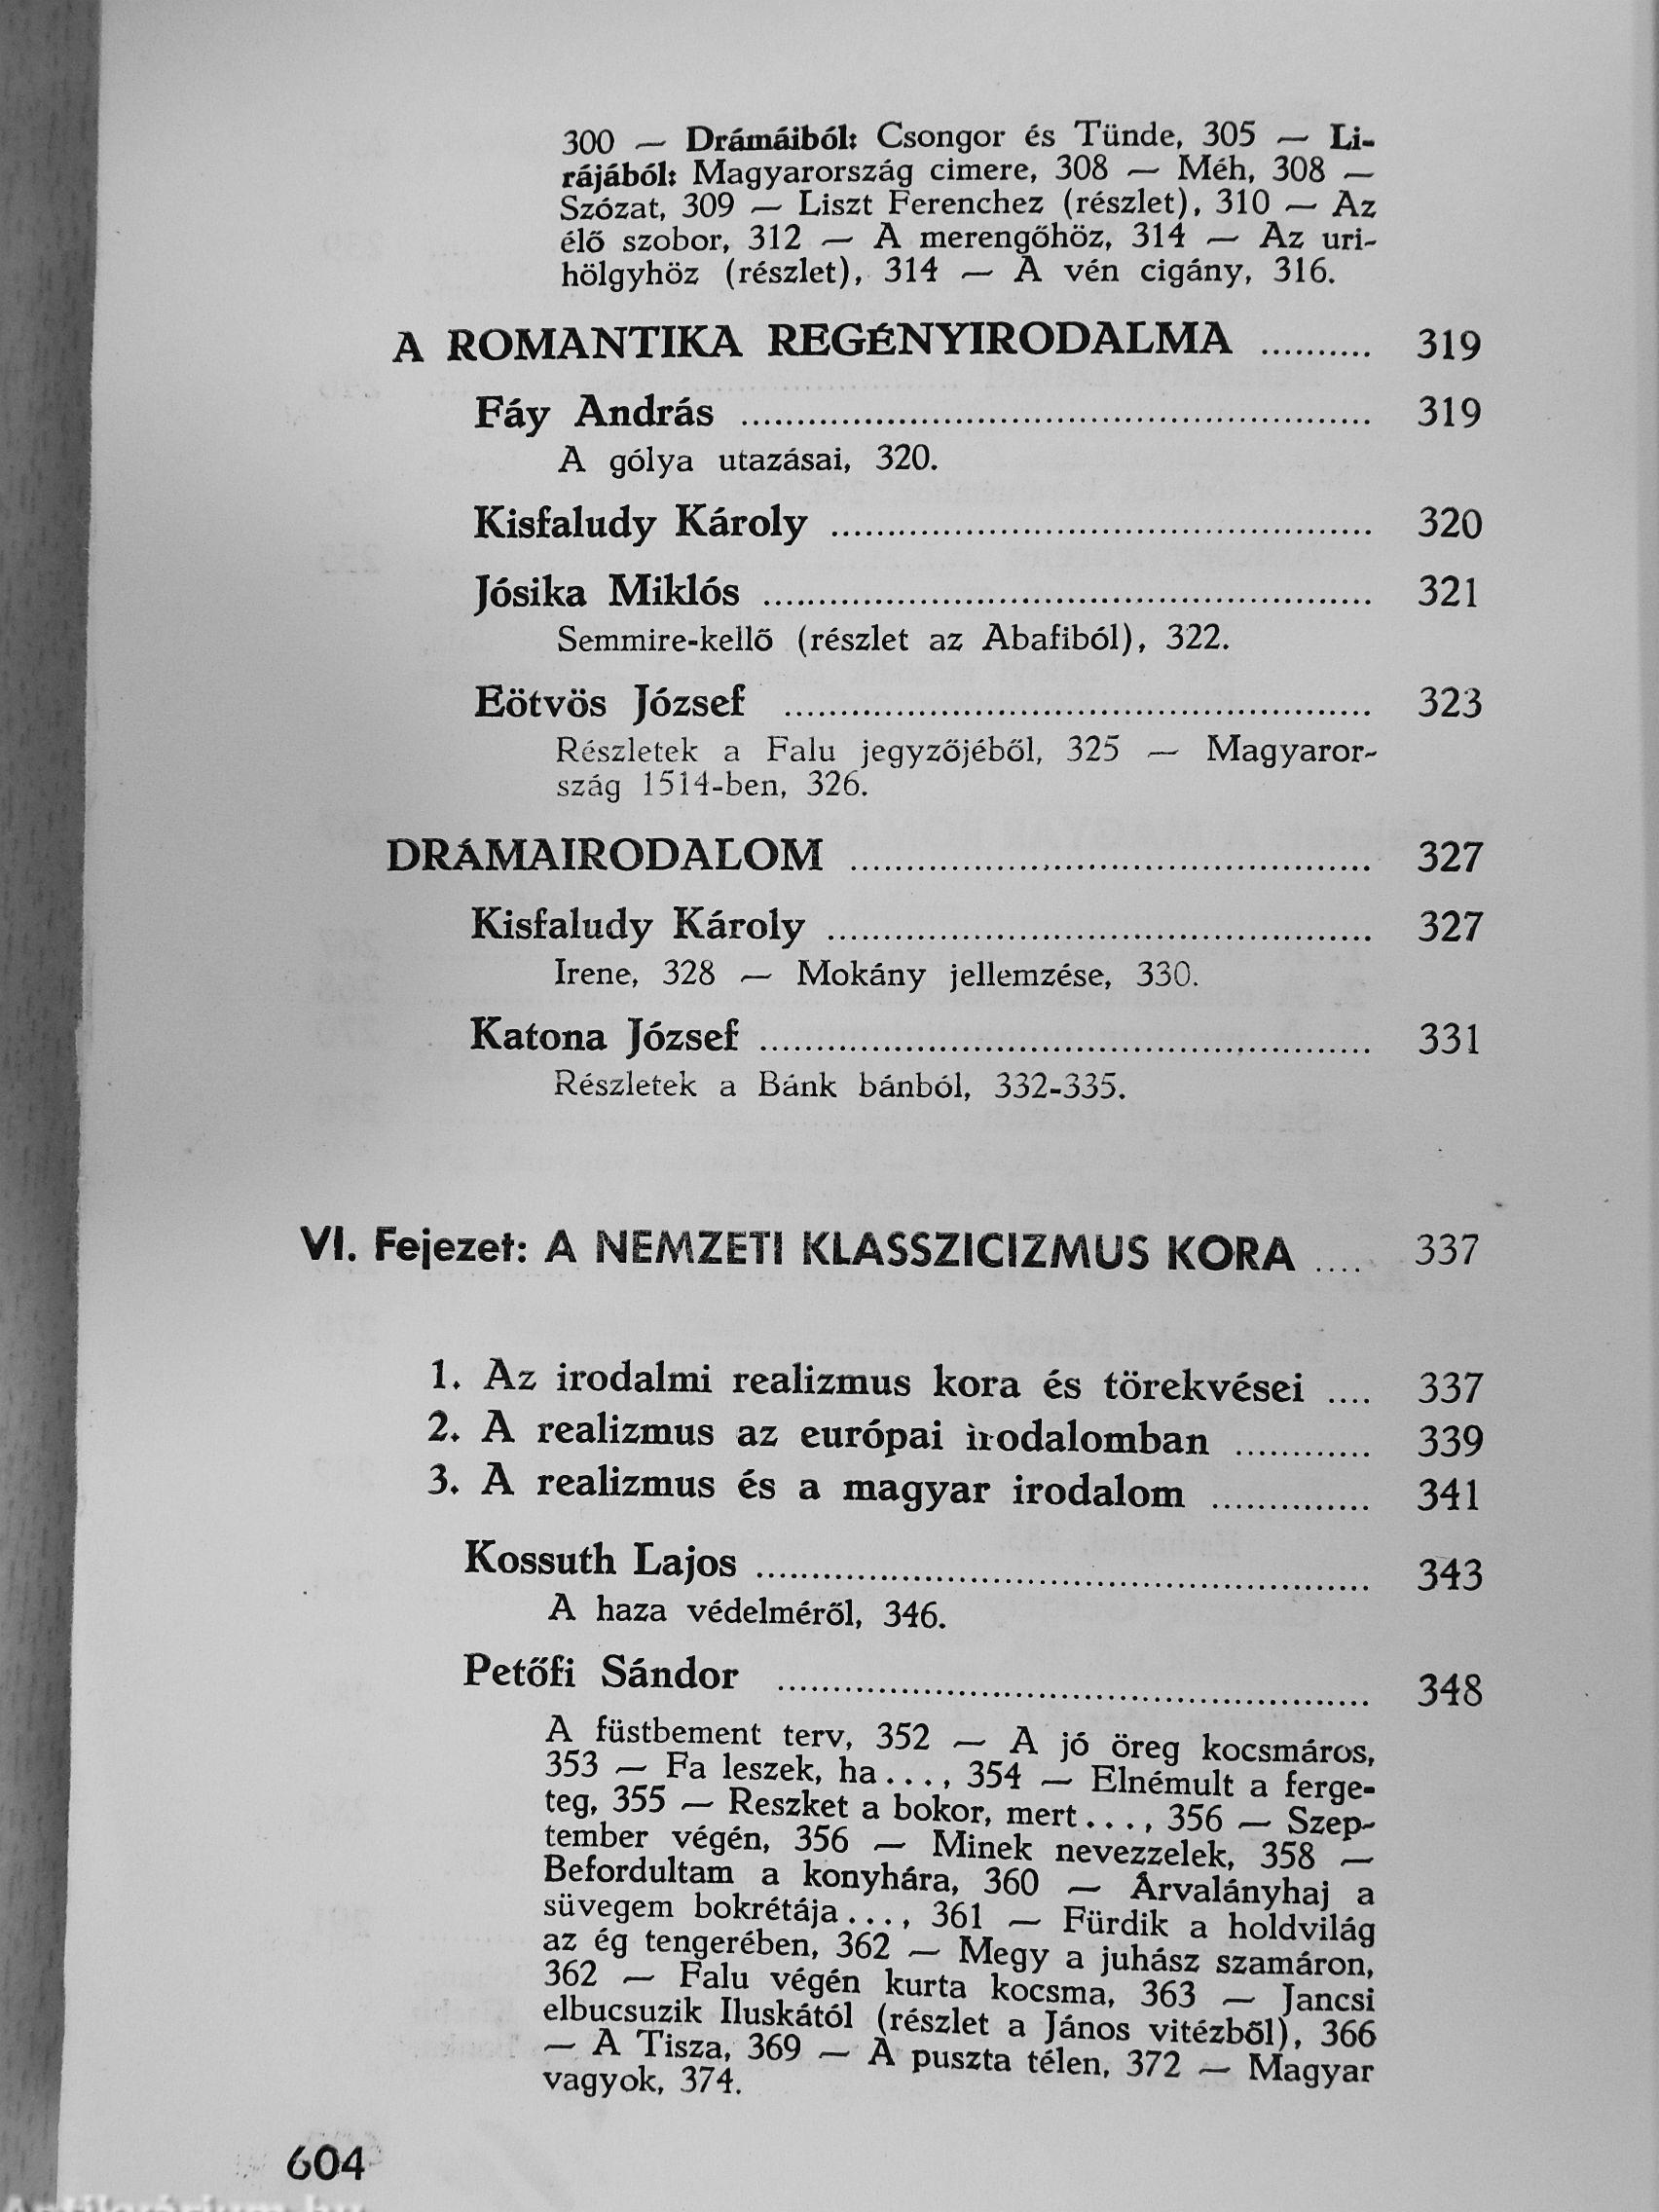 300 — Drámáiból: Csongor és Tünde, 305 — Li-
rájából: Magyarország cimere, 308 — Méh, 308 —
Szózat, 309 — Liszt Ferenchez (részlet), 310 — Az
élő szobor, 312 — A merengőhöz, 314 — Az uri-
hölgyhöz (részlet), 314 — A vén cigány, 316.
A ROMANTIKA REGÉNYIRODALMA .......... 319
Fáy András .......... 319
A gólya utazásai, 320.
Kisfaludy Károly .......... 320
Jósika Miklós .......... 321
Semmire-kellő (részlet az Abafiból), 322.
Eötvös József .......... 323
Részletek a Falu jegyzőjéből, 325 — Magyaror-
szág 1514-ben, 326.
DRÁMAIRODALOM .......... 327
Kisfaludy Károly .......... 327
Irene, 328 — Mokány jellemzése, 330.
Katona József .......... 331
Részletek a Bánk bánból, 332-335.
VI. Fejezet: A NEMZETI KLASSZICIZMUS KORA .... 337
1. Az irodalmi realizmus kora és törekvései .... 337
2. A realizmus az európai irodalomban .......... 339
3. A realizmus és a magyar irodalom .......... 341
Kossuth Lajos .......... 343
A haza védelméről, 346.
Petőfi Sándor .......... 348
A füstbement terv, 352 — A jó öreg kocsmáros,
353 — Fa leszek, ha . . . , 354 — Elnémult a ferge-
teg, 355 — Reszket a bokor, mert . . . , 356 — Szep-
tember végén, 356 — Minek nevezzelek, 358 —
Befordultam a konyhára, 360 — Árvalányhaj a
süvegem bokrétája . . . , 361 — Fürdik a holdvilág
az ég tengerében, 362 — Megy a juhász szamáron,
362 — Falu végén kurta kocsma, 363 — Jancsi
elbucsuzik Iluskától (részlet a János vitézből), 366
— A Tisza, 369 — A puszta télen, 372 — Magyar
vagyok, 374.
604